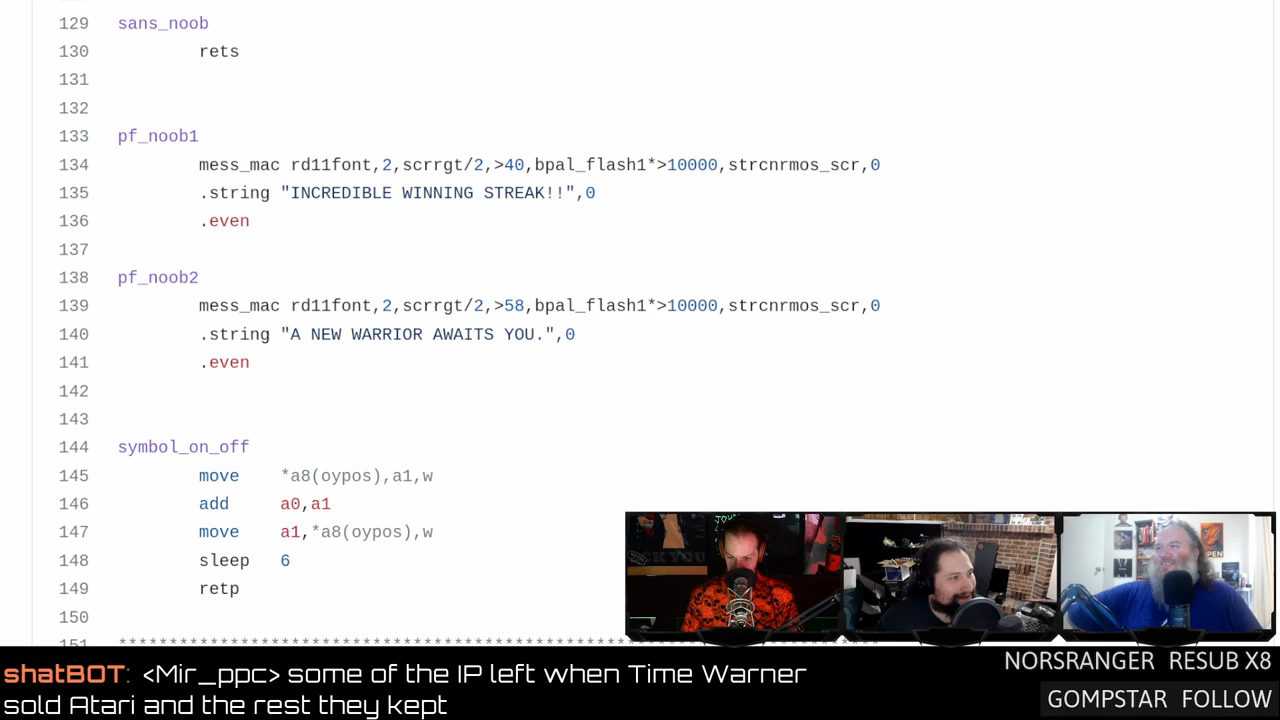 129 sans_noob
130 rets
131
132
133 pf_noob1
134 mess_mac rd11font,2,scrrgt/2,>40,bpal_flash1*>10000,strcnrmos_scr,0
135 .string "INCREDIBLE WINNING STREAK!!",0
136 .even
137
138 pf_noob2
139 mess_mac rd11font,2,scrrgt/2,>58,bpal_flash1*>10000,strcnrmos_scr,0
140 .string "A NEW WARRIOR AWAITS YOU.",0
141 .even
142
143
144 symbol_on_off
145 move *a8(oypos),a1,w
146 add a0,a1
147 move a1,*a8(oypos),w
148 sleep 6
149 retp
150
151
shatBOT: <Mir_ppc> some of the IP left when Time Warner
sold Atari and the rest they kept
NORSRANGER RESUB X8
GOMPSTAR FOLLOW